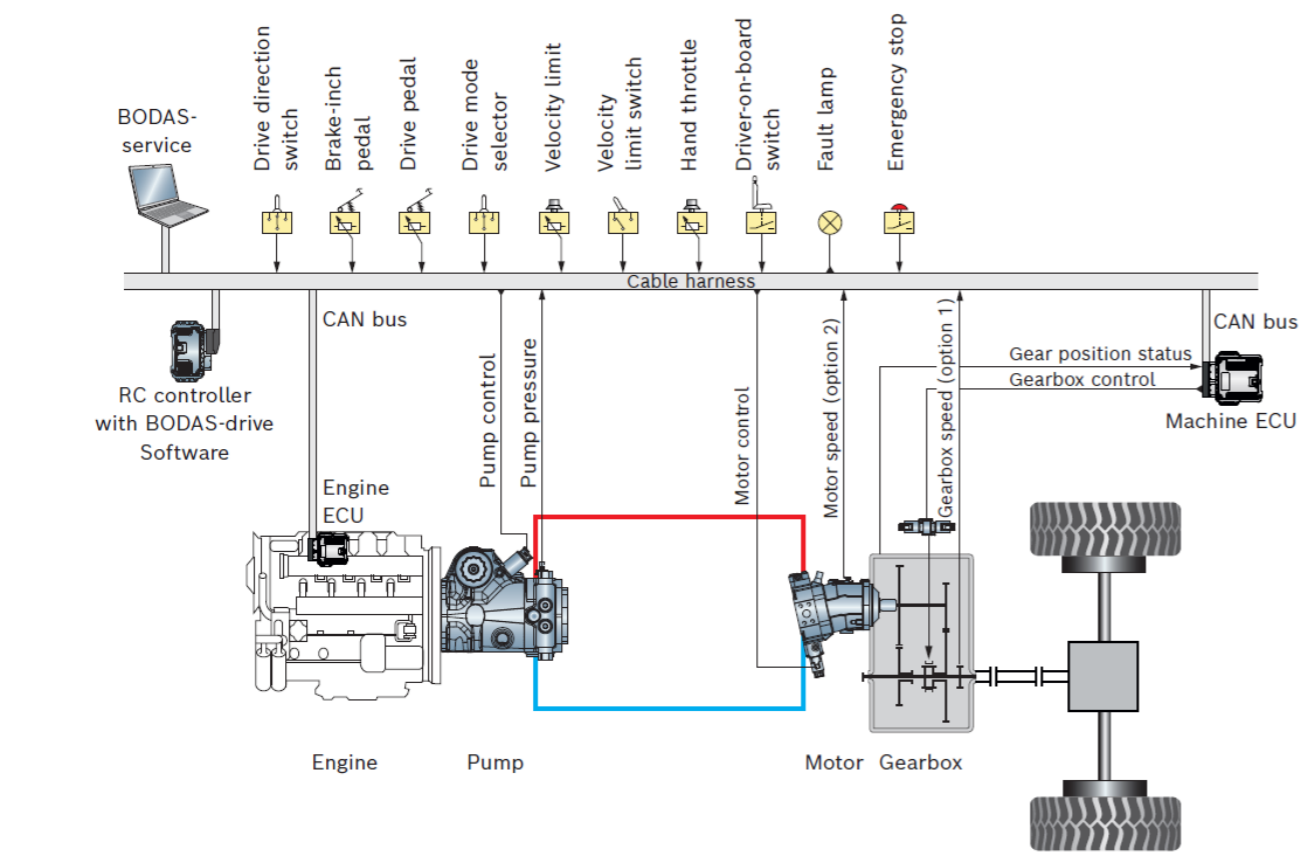 BODAS-
service
Drive direction
switch
Brake-inch
pedal
Drive pedal
Drive mode
selector
Velocity limit
Velocity
limit switch
Hand throttle
Driver-on-board
switch
Fault lamp
Emergency stop
Cable harness
CAN bus
CAN bus
RC controller
with BODAS-drive
Software
Pump control
Pump pressure
Motor control
Motor speed (option 2)
Gearbox speed (option 1)
Gear position status
Gearbox control
Machine ECU
Engine
ECU
Engine
Pump
Motor
Gearbox